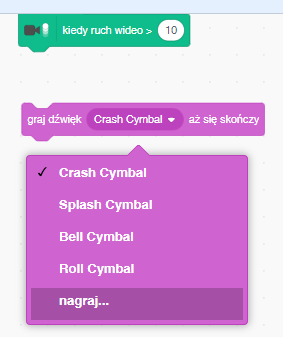 kiedy ruch wideo > 10
graj dźwięk Crash Cymbal aż się skończy
Crash Cymbal
Splash Cymbal
Bell Cymbal
Roll Cymbal
nagraj...